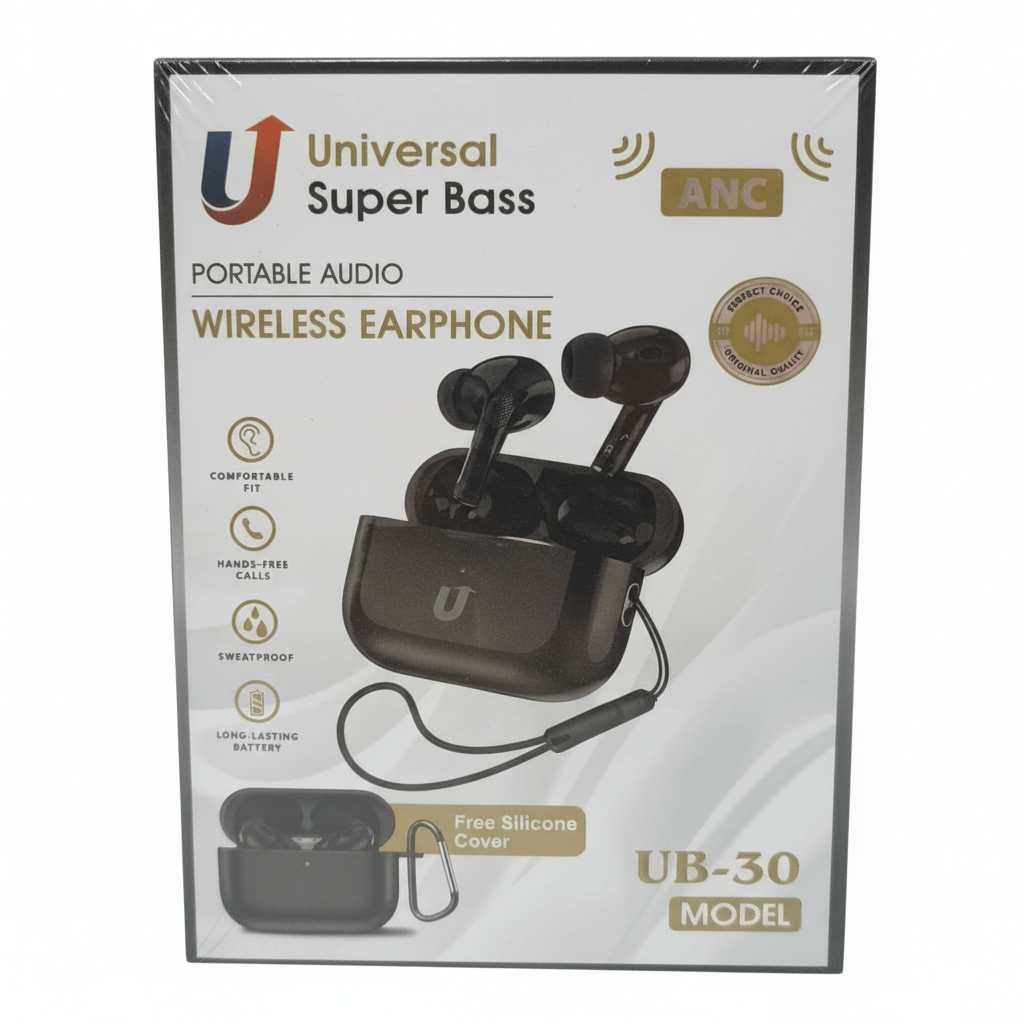 Universal
Super Bass
ANC
PORTABLE AUDIO
WIRELESS EARPHONE
PERFECT CHOICE
ORIGINAL QUALITY
COMFORTABLE
FIT
HANDS-FREE
CALLS
SWEATPROOF
LONG-LASTING
BATTERY
Free Silicone
Cover
UB-30
MODEL